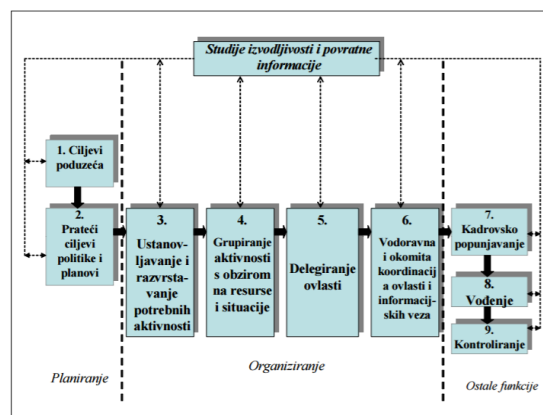 Studije izvodljivosti i povratne
informacije
1. Ciljevi
poduzeća
2.
Prateći
ciljevi
politike i
planovi
3.
Ustanov-
ljavanje i
razvrsta-
vanje
potrebnih
aktivnosti
4.
Grupiranje
aktivnosti
s obzirom
na resurse i
situacije
5.
Delegiranje
ovlasti
6.
Vodoravna
i okomita
koordinacij
a ovlasti i
informacij-
skih veza
7.
Kadrovsko
popunjavanje
8.
Vođenje
9.
Kontroliranje
Planiranje
Organiziranje
Ostale funkcije